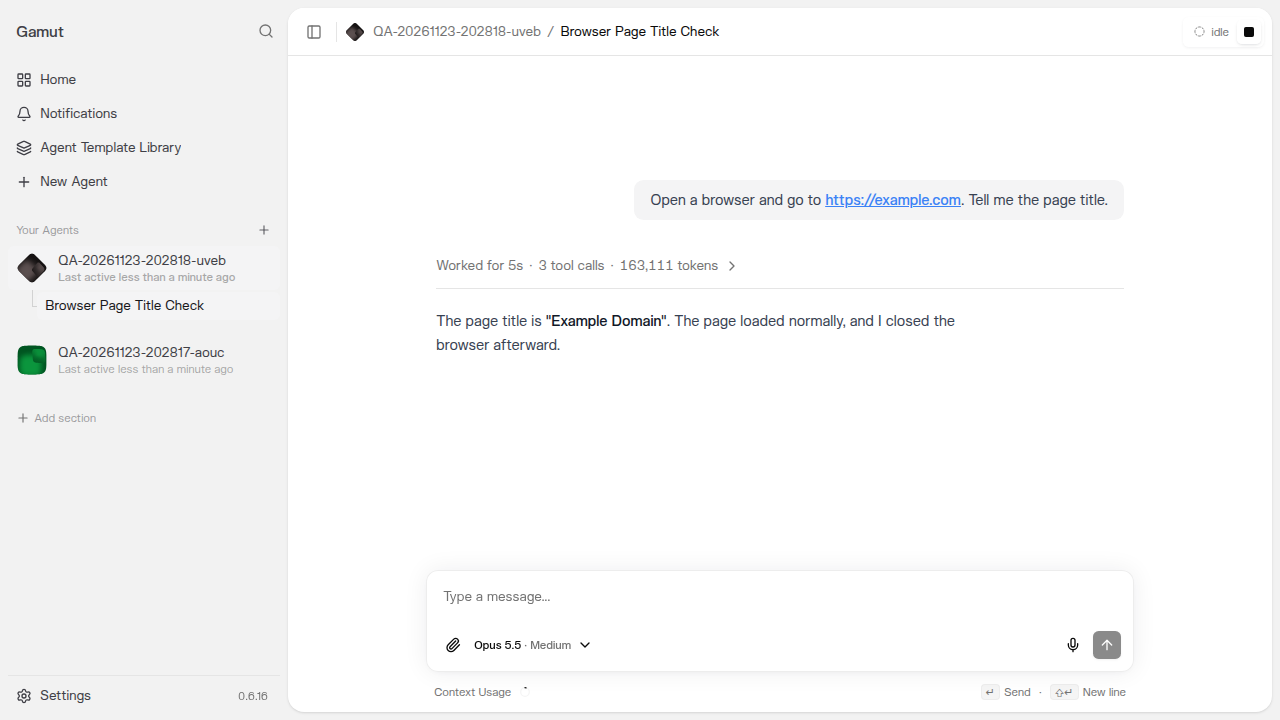 Gamut
Home
Notifications
Agent Template Library
New Agent
Your Agents
QA-20261123-202818-uveb
Last active less than a minute ago
Browser Page Title Check
QA-20261123-202817-aouc
Last active less than a minute ago
Add section
Settings
0.6.16
QA-20261123-202818-uveb / Browser Page Title Check
idle
Open a browser and go to https://example.com. Tell me the page title.
Worked for 5s · 3 tool calls · 163,111 tokens
The page title is "Example Domain". The page loaded normally, and I closed the
browser afterward.
Type a message...
Opus 5.5 · Medium
Context Usage
↵ Send · ⇧↵ New line